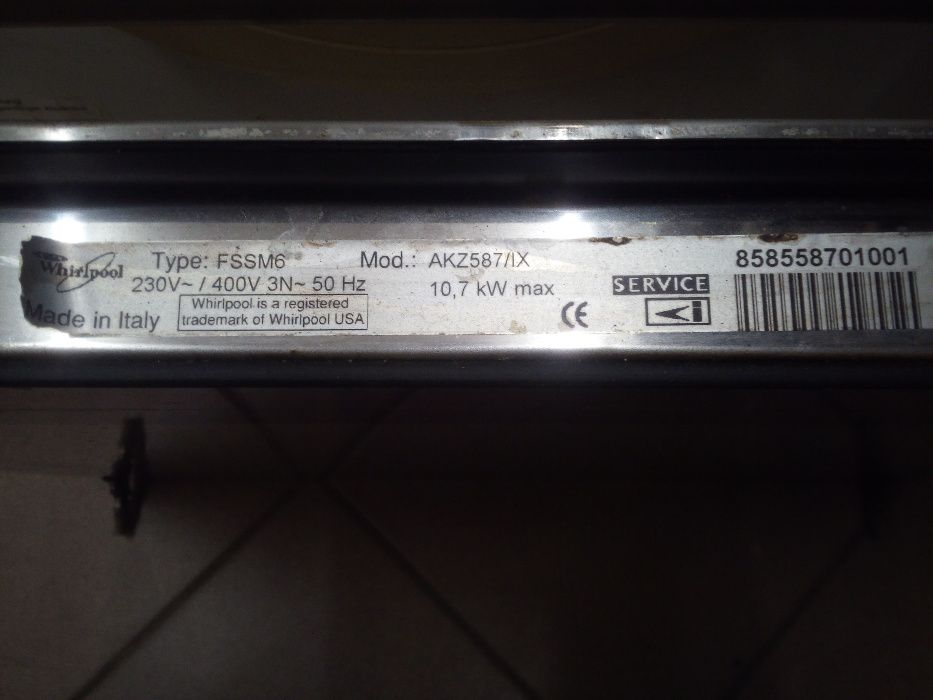 Whirlpool
Type: FSSM6 Mod.: AKZ587/IX
230V~ / 400V 3N~ 50 Hz 10,7 kW max
Made in Italy
Whirlpool is a registered
trademark of Whirlpool USA
CE
SERVICE
858558701001